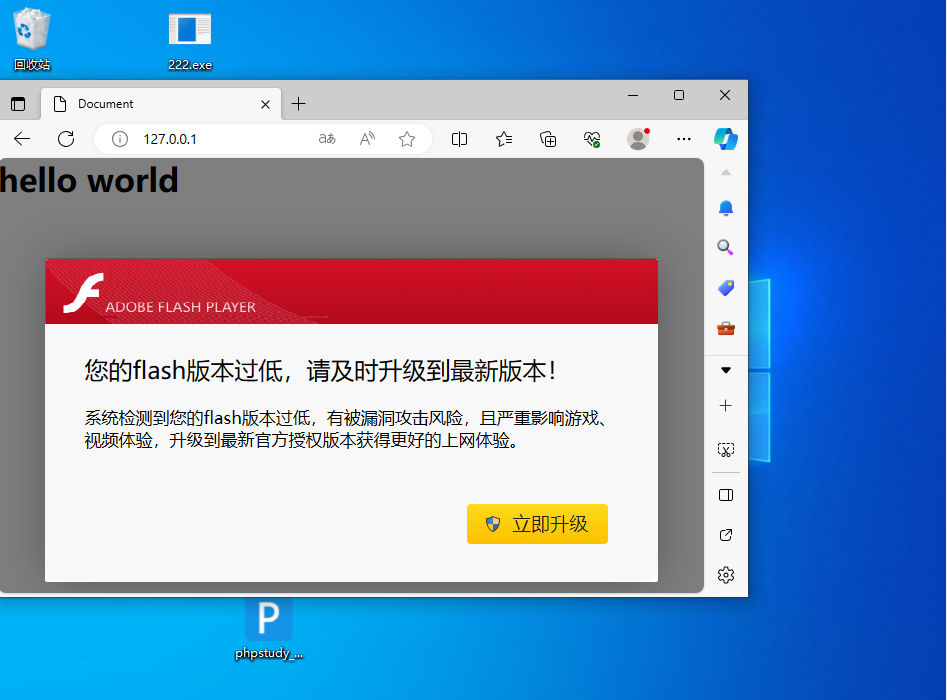 回收站
222.exe
Document
127.0.0.1
aあ
hello world
ADOBE FLASH PLAYER
您的flash版本过低，请及时升级到最新版本！
系统检测到您的flash版本过低，有被漏洞攻击风险，且严重影响游戏、
视频体验，升级到最新官方授权版本获得更好的上网体验。
立即升级
P
phpstudy_...